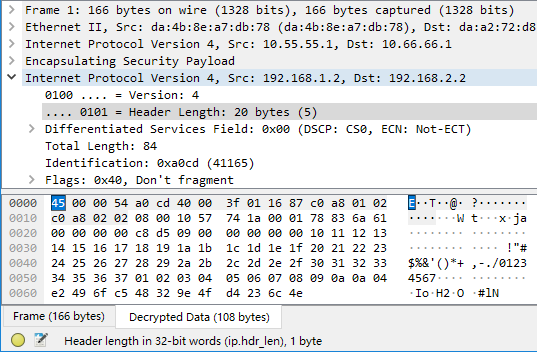 Frame 1: 166 bytes on wire (1328 bits), 166 bytes captured (1328 bits)
Ethernet II, Src: da:4b:8e:a7:db:78 (da:4b:8e:a7:db:78), Dst: da:a2:72:d8
Internet Protocol Version 4, Src: 10.55.55.1, Dst: 10.66.66.1
Encapsulating Security Payload
Internet Protocol Version 4, Src: 192.168.1.2, Dst: 192.168.2.2
0100 .... = Version: 4
.... 0101 = Header Length: 20 bytes (5)
Differentiated Services Field: 0x00 (DSCP: CS0, ECN: Not-ECT)
Total Length: 84
Identification: 0xa0cd (41165)
Flags: 0x40, Don't fragment
0000 45 00 00 54 a0 cd 40 00 3f 01 16 87 c0 a8 01 02 E··T··@· ?·······
0010 c0 a8 02 02 08 00 10 57 74 1a 00 01 78 83 6a 61 ·······W t···x·ja
0020 00 00 00 00 c8 d5 09 00 00 00 00 00 10 11 12 13 ········ ········
0030 14 15 16 17 18 19 1a 1b 1c 1d 1e 1f 20 21 22 23 ········ ···· !"#
0040 24 25 26 27 28 29 2a 2b 2c 2d 2e 2f 30 31 32 33 $%&'()*+ ,-./0123
0050 34 35 36 37 01 02 03 04 05 06 07 08 09 0a 0a 04 4567···· ········
0060 e2 49 6f c5 48 32 9e 4f d4 23 6c 4e ·Io·H2·O ·#lN
Frame (166 bytes) Decrypted Data (108 bytes)
Header length in 32-bit words (ip.hdr_len), 1 byte